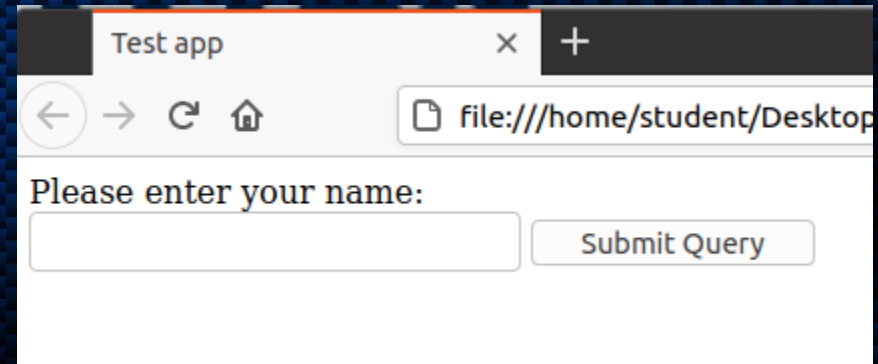 Test app
file:///home/student/Desktop
Please enter your name:
Submit Query